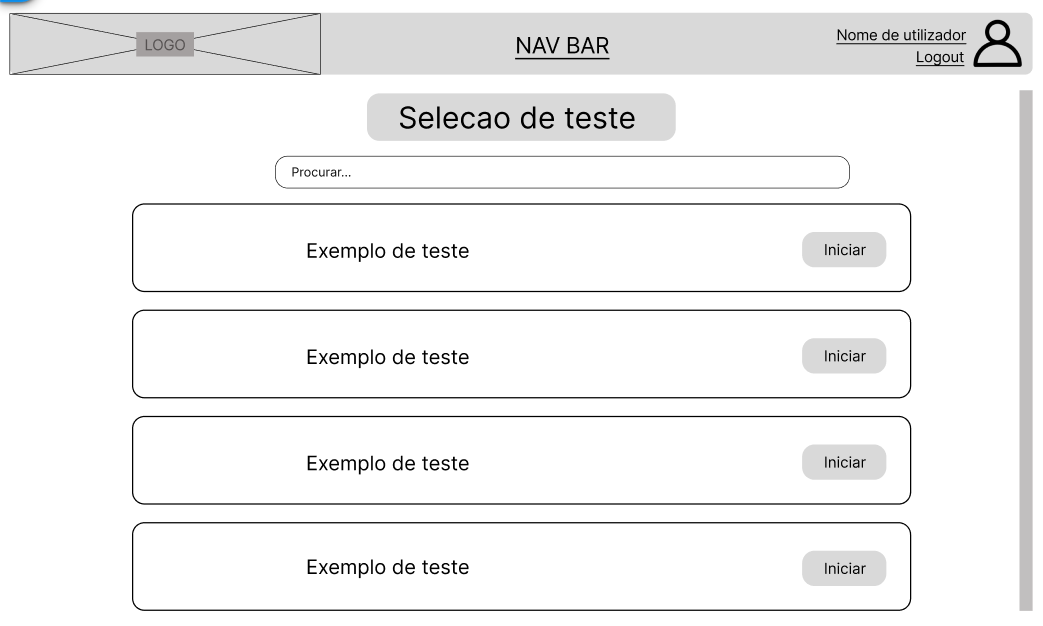 LOGO
NAV BAR
Nome de utilizador
Logout
Selecao de teste
Procurar...
Exemplo de teste
Iniciar
Exemplo de teste
Iniciar
Exemplo de teste
Iniciar
Exemplo de teste
Iniciar